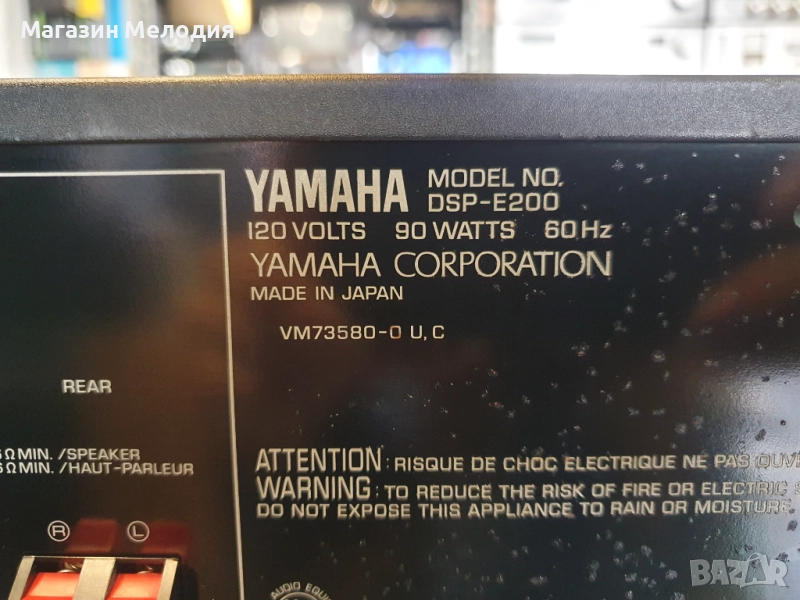 Магазин Мелодия
YAMAHA MODEL NO.
DSP-E200
120 VOLTS 90 WATTS 60Hz
YAMAHA CORPORATION
MADE IN JAPAN
VM73580-0 U, C
REAR
Ω MIN. /SPEAKER
Ω MIN. /HAUT-PARLEUR
R L
ATTENTION : RISQUE DE CHOC ELECTRIQUE NE PAS
WARNING : TO REDUCE THE RISK OF FIRE OR ELECTRIC
DO NOT EXPOSE THIS APPLIANCE TO RAIN OR MOISTURE.
AUDIO
BAZAR